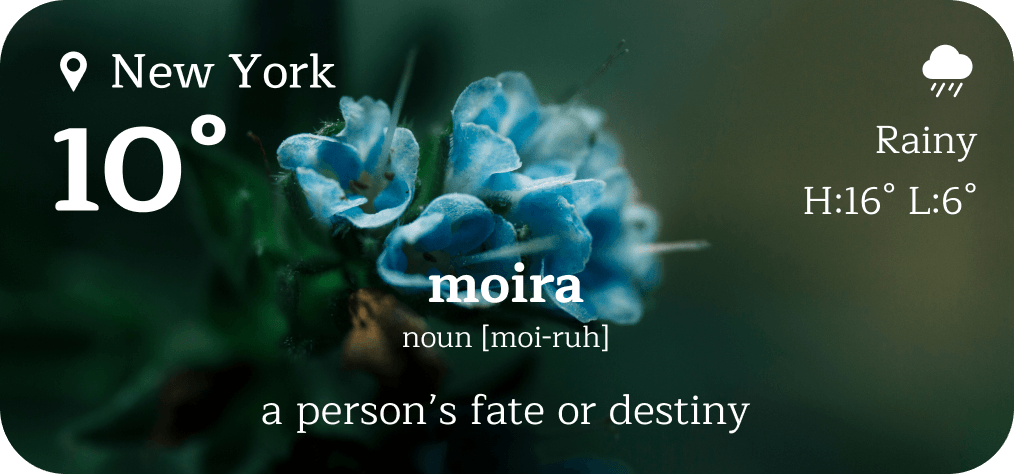 New York
10°
Rainy
H:16° L:6°
moira
noun [moi-ruh]
a person’s fate or destiny